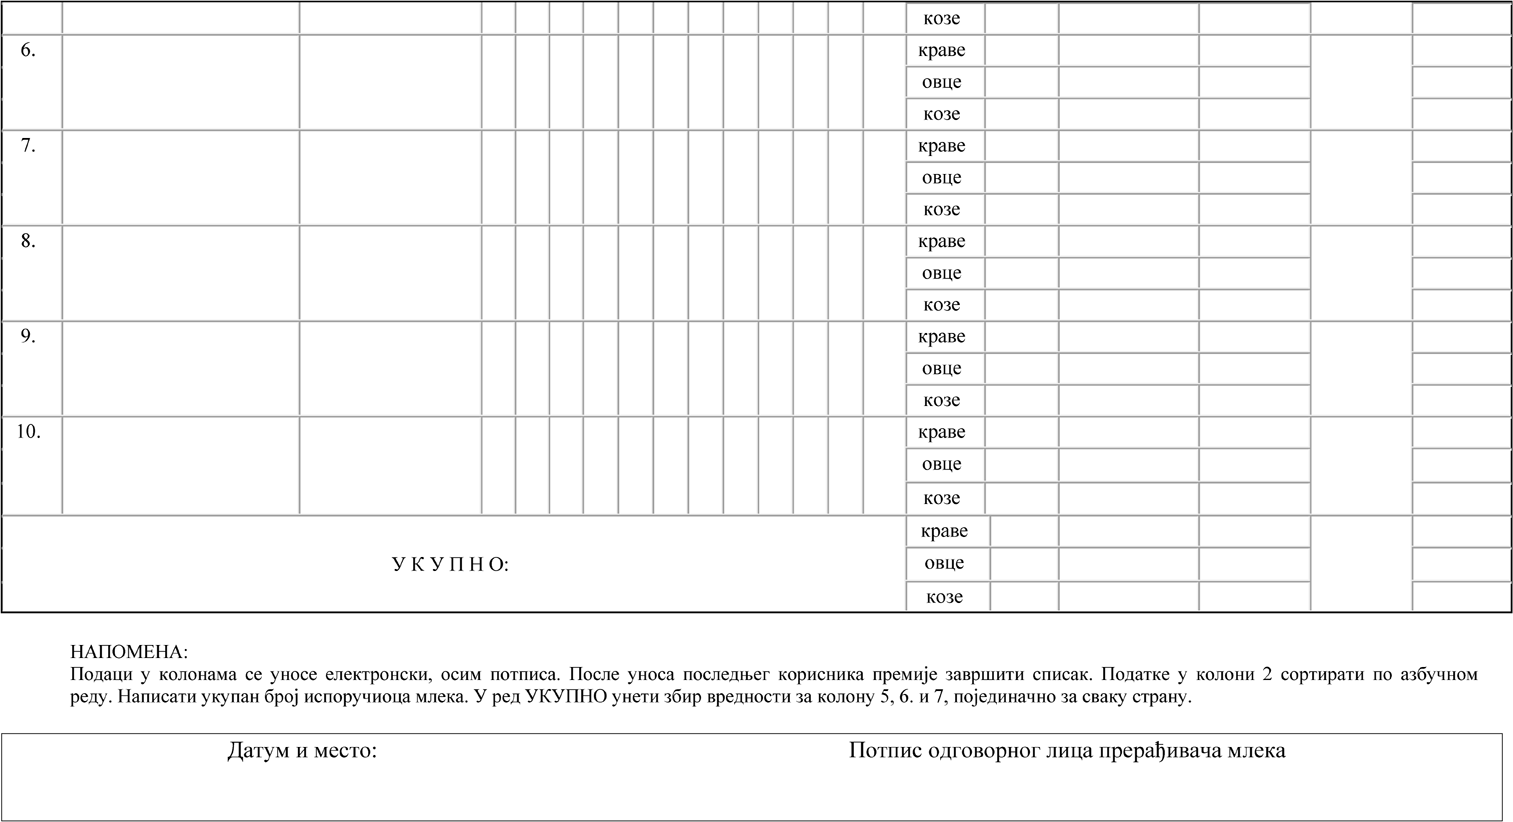 козе
6.
краве
овце
козе
7.
краве
овце
козе
8.
краве
овце
козе
9.
краве
овце
козе
10.
краве
овце
козе
У К У П Н О:
краве
овце
козе
НАПОМЕНА:
Подаци у колонама се уносе електронски, осим потписа. После уноса последњег корисника премије завршити списак. Податке у колони 2 сортирати по азбучном
реду. Написати укупан број испоручиоца млека. У ред УКУПНО унети збир вредности за колону 5, 6. и 7, појединачно за сваку страну.
Датум и место: Потпис одговорног лица прерађивача млека